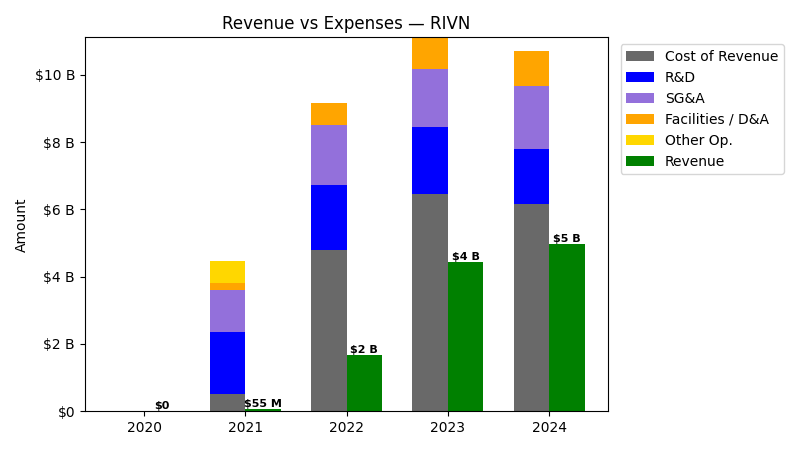 Revenue vs Expenses — RIVN
Amount
$10 B
$8 B
$6 B
$4 B
$2 B
$0
$0
$55 M
$2 B
$4 B
$5 B
2020
2021
2022
2023
2024
Cost of Revenue
R&D
SG&A
Facilities / D&A
Other Op.
Revenue